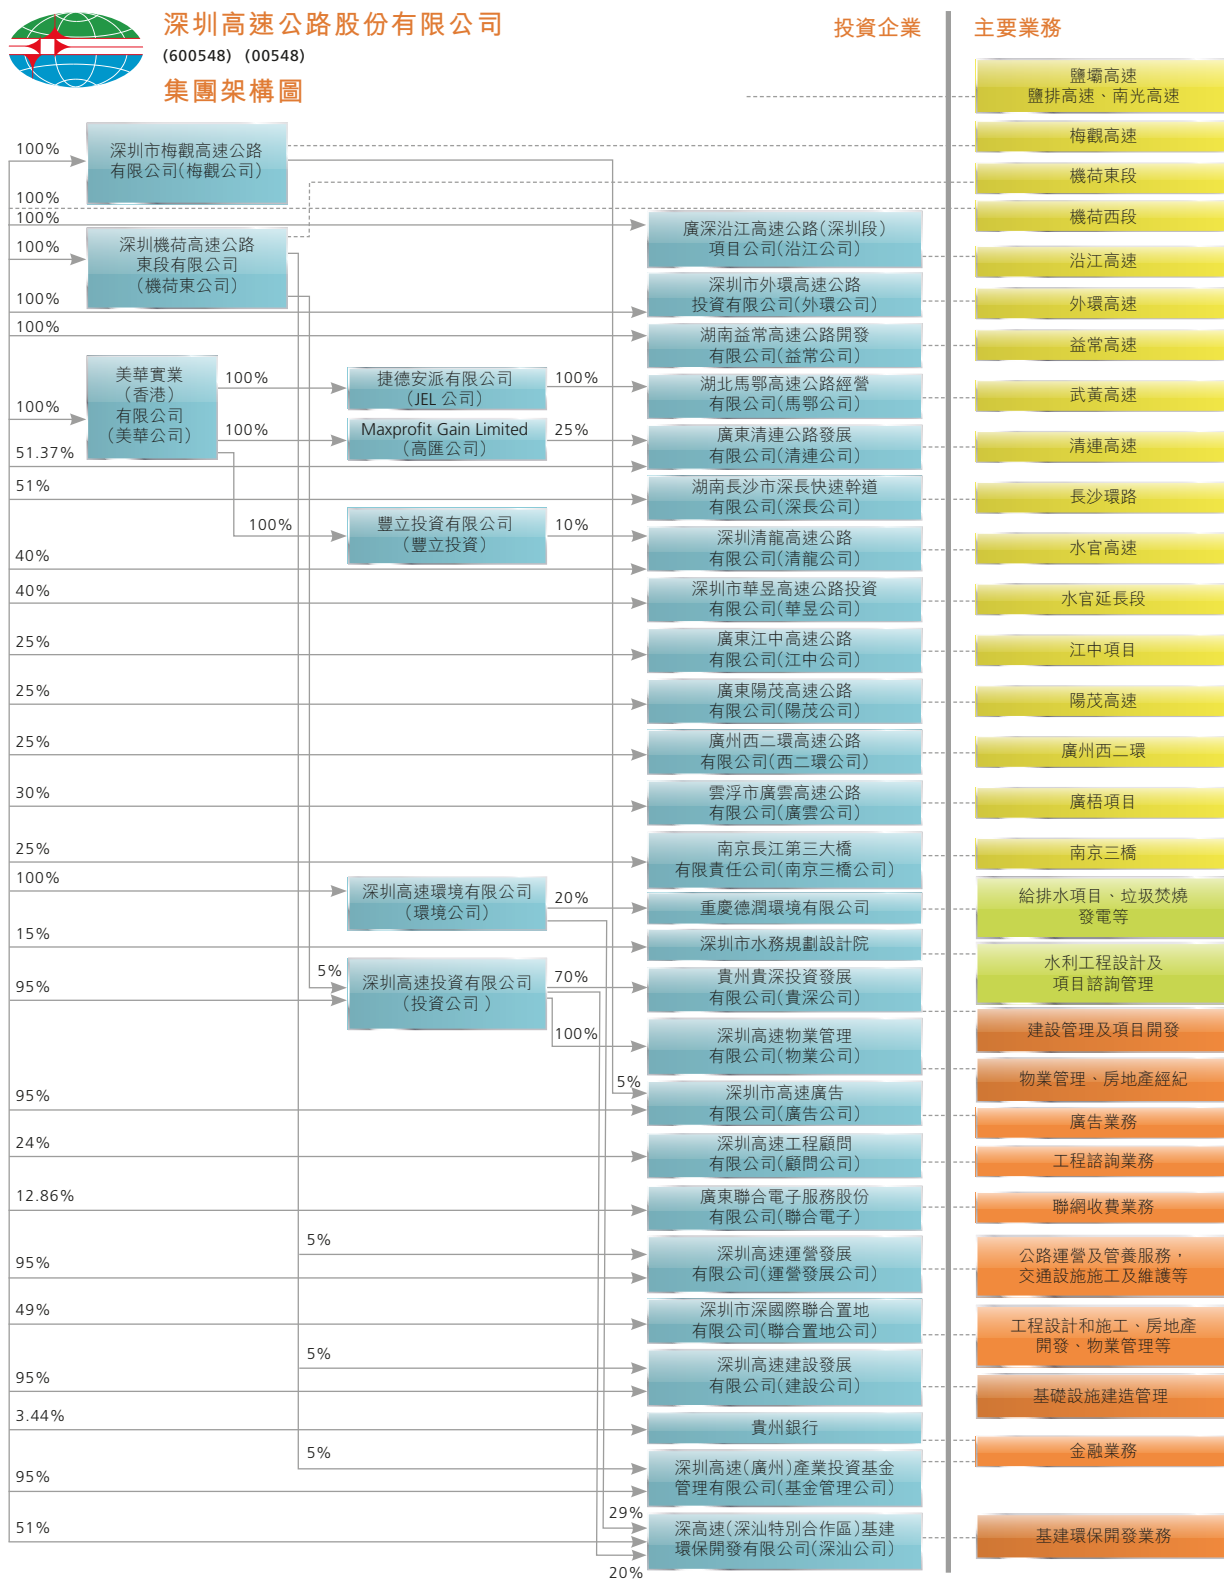 深圳高速公路股份有限公司
(600548) (00548)
集團架構圖
投資企業
主要業務
鹽壩高速
鹽排高速、南光高速
100%
深圳市梅觀高速公路
有限公司(梅觀公司)
梅觀高速
機荷東段
100%
機荷西段
100%
廣深沿江高速公路(深圳段)
項目公司(沿江公司)
沿江高速
100%
深圳機荷高速公路
東段有限公司
(機荷東公司)
深圳市外環高速公路
投資有限公司(外環公司)
外環高速
100%
100%
湖南益常高速公路開發
有限公司(益常公司)
益常高速
100%
美華實業
(香港)
有限公司
(美華公司)
100%
捷德安派有限公司
(JEL 公司)
100%
湖北馬鄂高速公路經營
有限公司(馬鄂公司)
武黃高速
100%
Maxprofit Gain Limited
(高匯公司)
25%
廣東清連公路發展
有限公司(清連公司)
清連高速
51.37%
51%
湖南長沙市深長快速幹道
有限公司(深長公司)
長沙環路
100%
豐立投資有限公司
(豐立投資)
10%
深圳清龍高速公路
有限公司(清龍公司)
水官高速
40%
40%
深圳市華昱高速公路投資
有限公司(華昱公司)
水官延長段
25%
廣東江中高速公路
有限公司(江中公司)
江中項目
25%
廣東陽茂高速公路
有限公司(陽茂公司)
陽茂高速
25%
廣州西二環高速公路
有限公司(西二環公司)
廣州西二環
30%
雲浮市廣雲高速公路
有限公司(廣雲公司)
廣梧項目
25%
南京長江第三大橋
有限責任公司(南京三橋公司)
南京三橋
100%
深圳高速環境有限公司
(環境公司)
20%
重慶德潤環境有限公司
給排水項目、垃圾焚燒
發電等
15%
深圳市水務規劃設計院
水利工程設計及
項目諮詢管理
95%
5%
深圳高速投資有限公司
(投資公司 )
70%
貴州貴深投資發展
有限公司(貴深公司)
建設管理及項目開發
100%
深圳高速物業管理
有限公司(物業公司)
物業管理、房地產經紀
5%
95%
深圳市高速廣告
有限公司(廣告公司)
廣告業務
24%
深圳高速工程顧問
有限公司(顧問公司)
工程諮詢業務
12.86%
廣東聯合電子服務股份
有限公司(聯合電子)
聯網收費業務
5%
95%
深圳高速運營發展
有限公司(運營發展公司)
公路運營及管養服務，
交通設施施工及維護等
49%
深圳市深國際聯合置地
有限公司(聯合置地公司)
工程設計和施工、房地產
開發、物業管理等
5%
95%
深圳高速建設發展
有限公司(建設公司)
基礎設施建造管理
3.44%
貴州銀行
金融業務
5%
95%
深圳高速(廣州)產業投資基金
管理有限公司(基金管理公司)
29%
51%
深高速(深汕特別合作區)基建
環保開發有限公司(深汕公司)
基建環保開發業務
20%